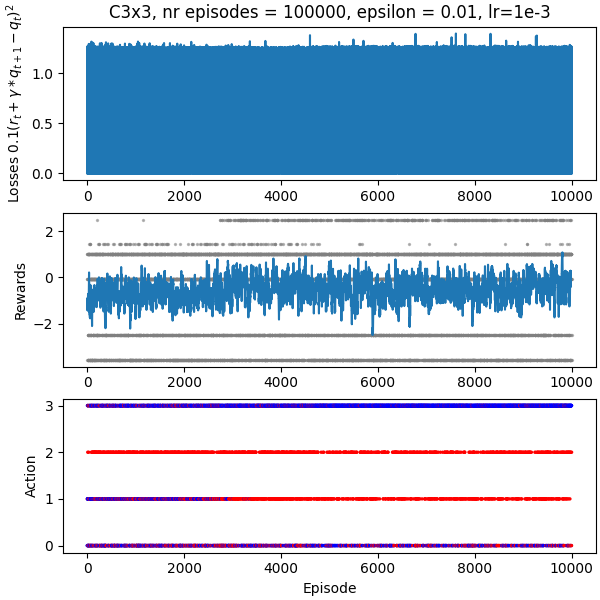 C3x3, nr episodes = 100000, epsilon = 0.01, lr=1e-3
Losses 0.1(r_t + γ * q_{t+1} − q_t)^2
1.0
0.5
0.0
0 2000 4000 6000 8000 10000
Rewards
2
0
−2
0 2000 4000 6000 8000 10000
Action
3
2
1
0
0 2000 4000 6000 8000 10000
Episode